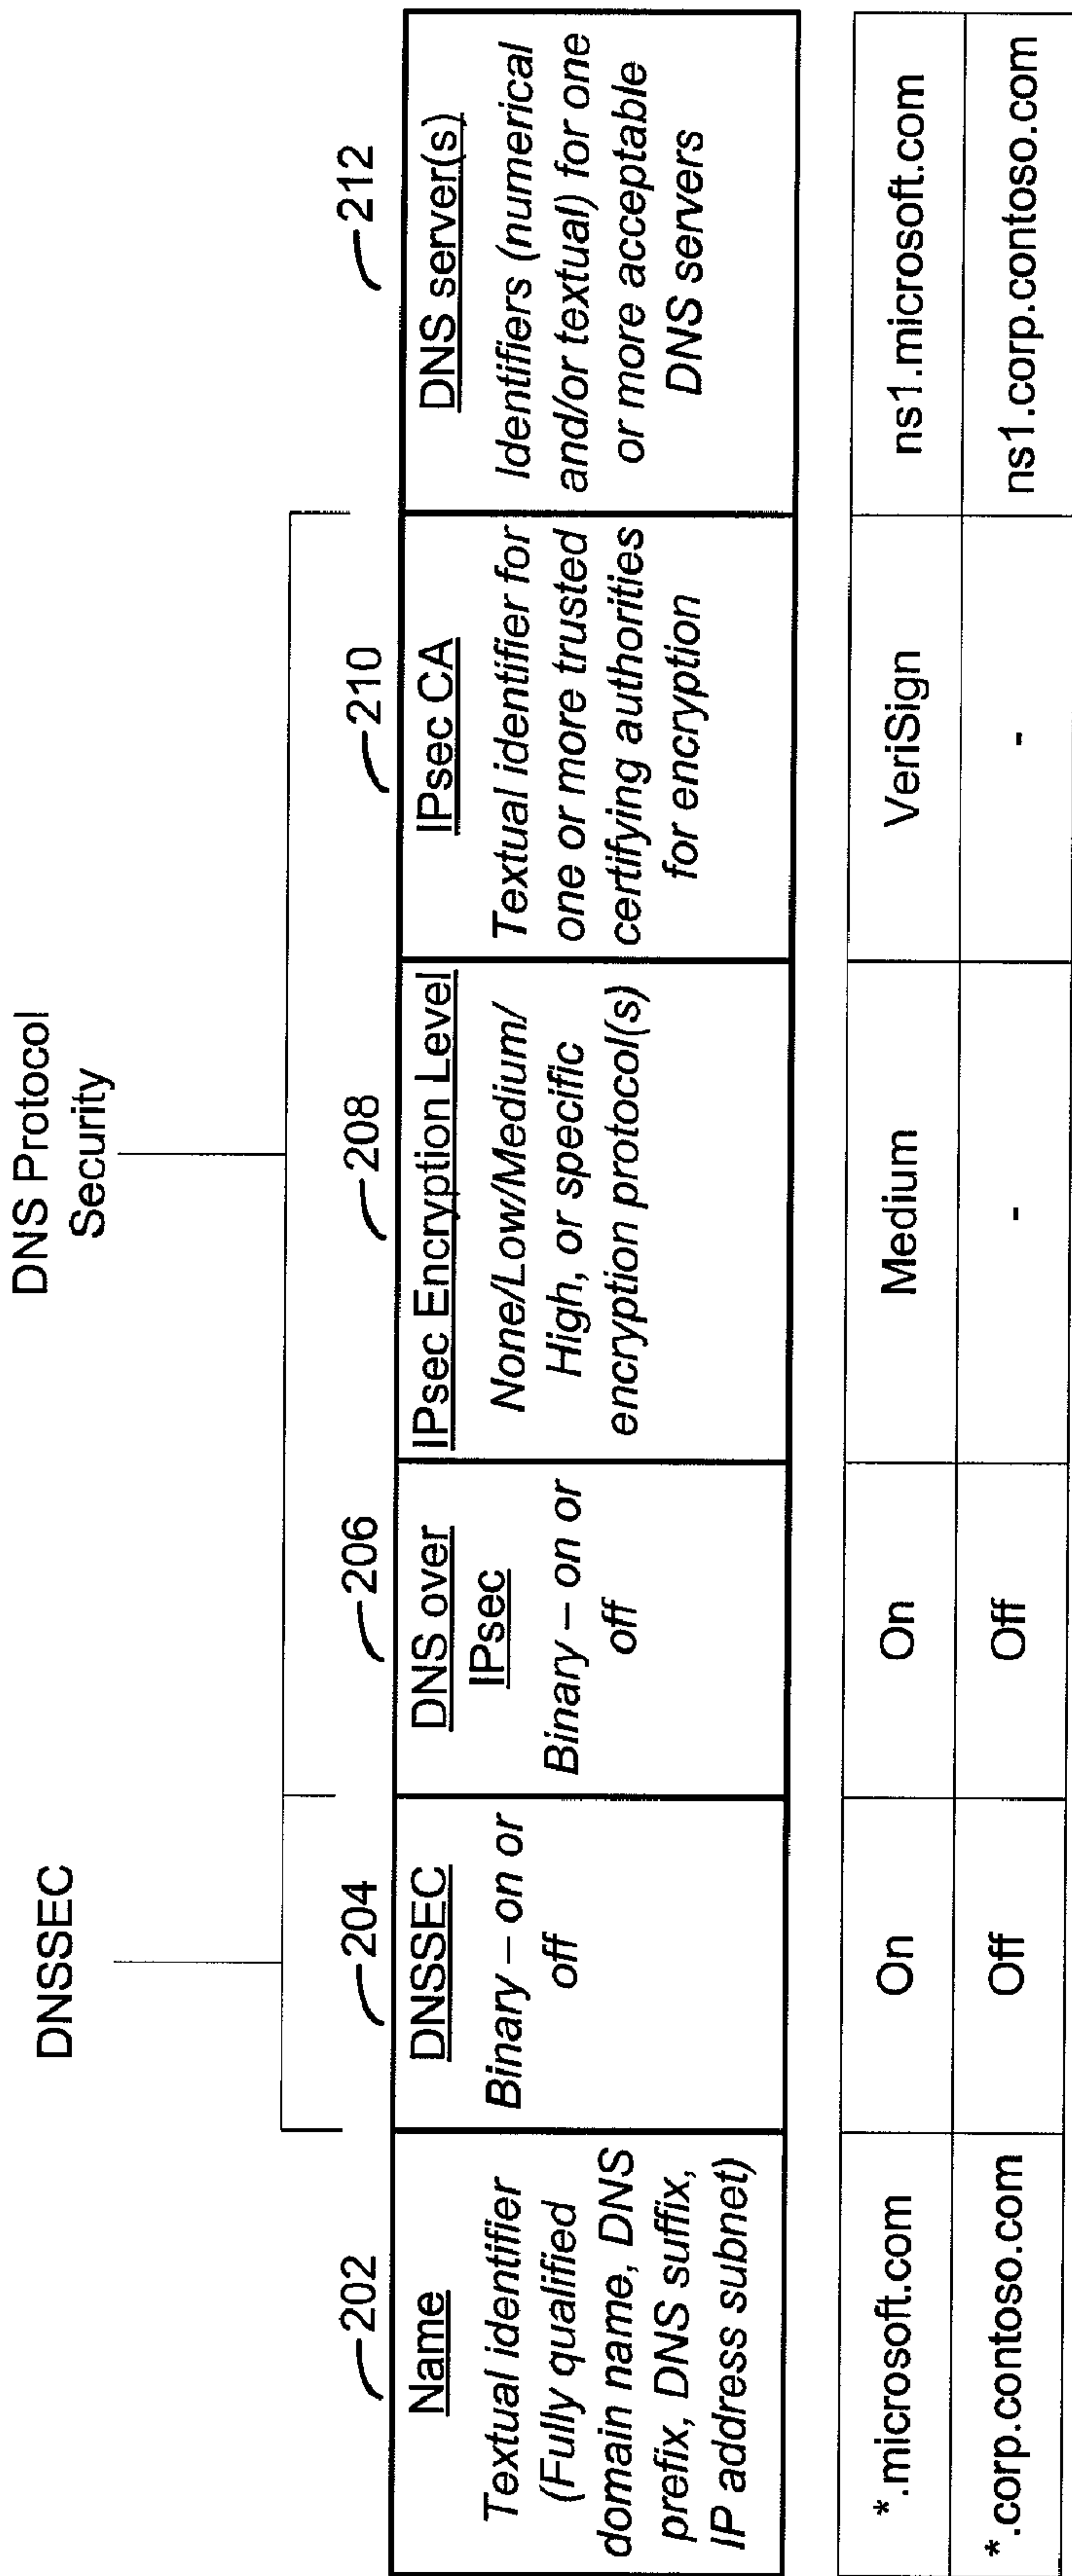 DNSSEC
DNS Protocol
Security
202
204
206
208
210
212
Name
Textual identifier
(Fully qualified
domain name, DNS
prefix, DNS suffix,
IP address subnet)
DNSSEC
Binary – on or
off
DNS over
IPsec
Binary – on or
off
IPsec Encryption Level
None/Low/Medium/
High, or specific
encryption protocol(s)
IPsec CA
Textual identifier for
one or more trusted
certifying authorities
for encryption
DNS server(s)
Identifiers (numerical
and/or textual) for one
or more acceptable
DNS servers
*.microsoft.com
On
On
Medium
VeriSign
ns1.microsoft.com
*.corp.contoso.com
Off
Off
-
-
ns1.corp.contoso.com